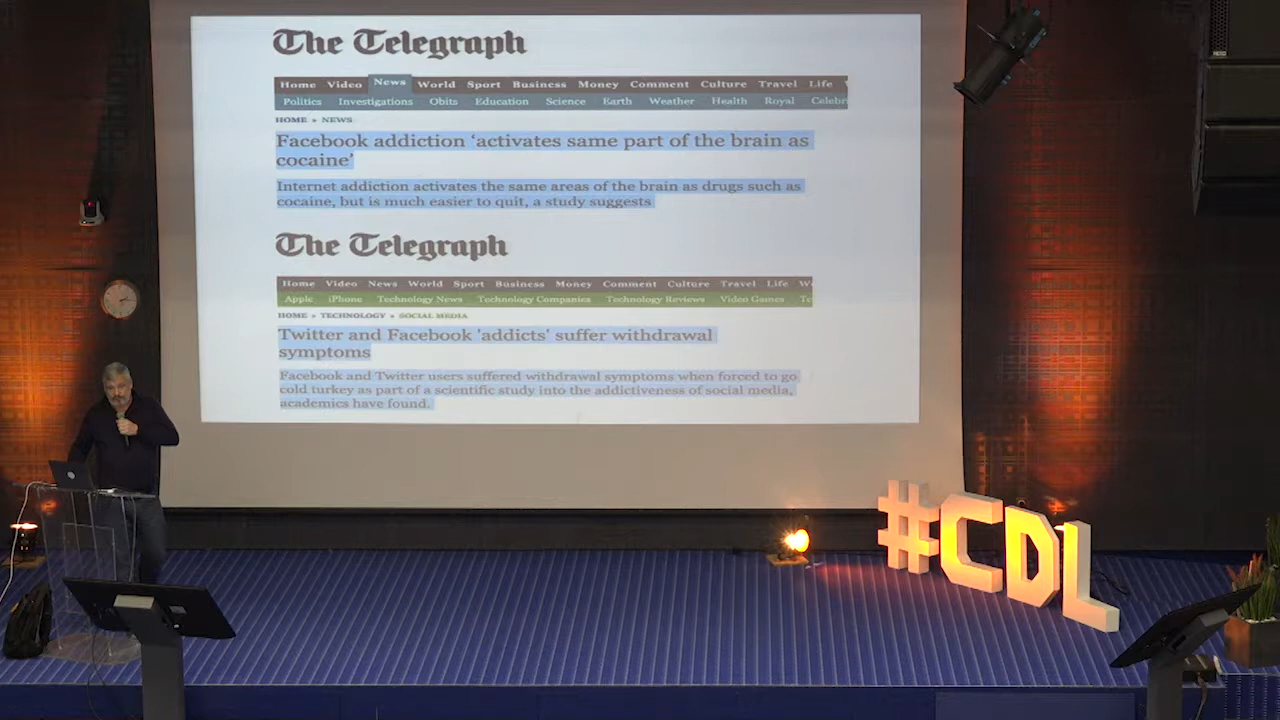 The Telegraph
Home Video News World Sport Business Money Comment Culture Travel Life
Politics Investigations Obits Education Science Earth Weather Health Royal Celebr
HOME » NEWS
Facebook addiction ‘activates same part of the brain as
cocaine’
Internet addiction activates the same areas of the brain as drugs such as
cocaine, but is much easier to quit, a study suggests
The Telegraph
Home Video News World Sport Business Money Comment Culture Travel Life W
Apple iPhone Technology News Technology Companies Technology Reviews Video Games Te
HOME » TECHNOLOGY » SOCIAL MEDIA
Twitter and Facebook 'addicts' suffer withdrawal
symptoms
Facebook and Twitter users suffered withdrawal symptoms when forced to go
cold turkey as part of a scientific study into the addictiveness of social media,
academics have found.
#CDL